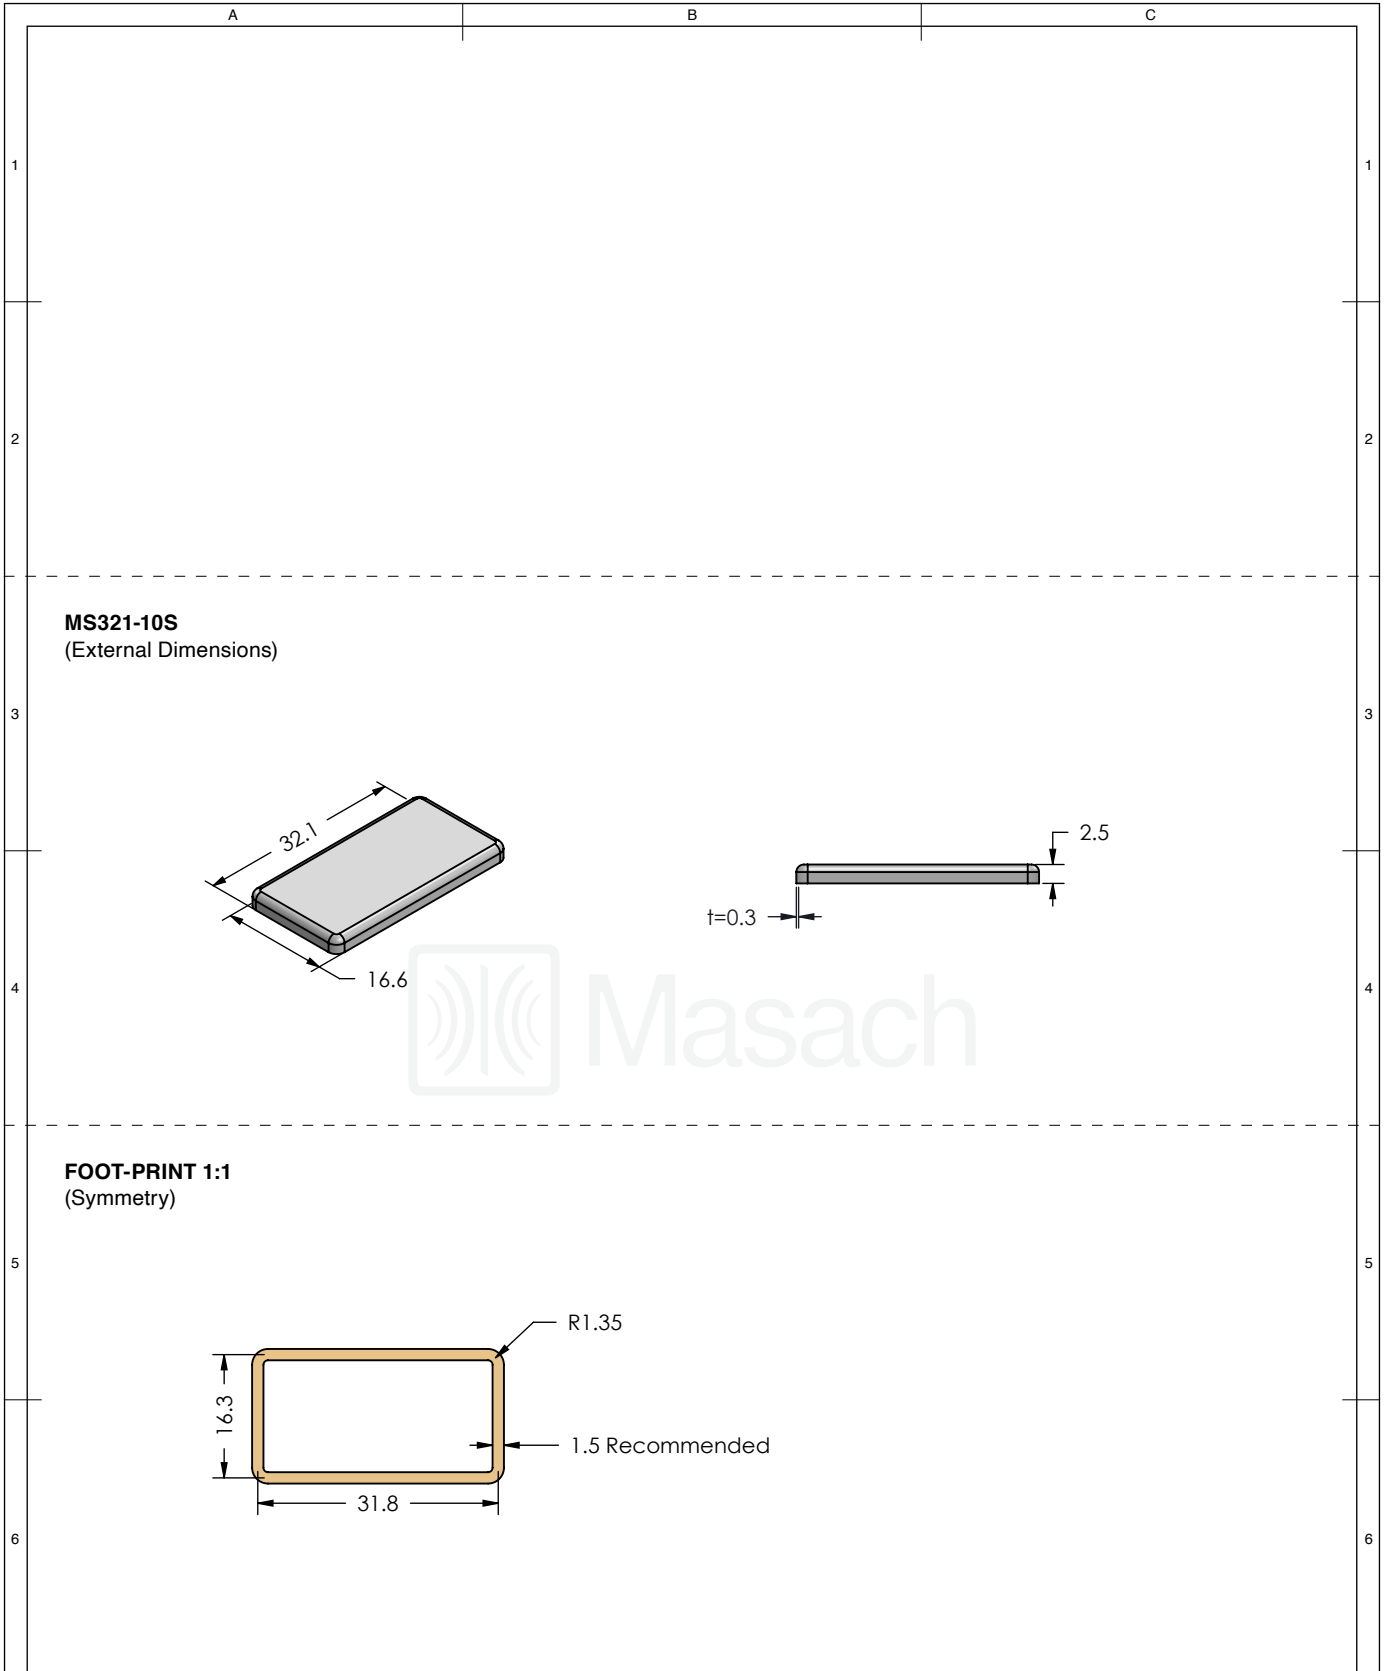 A B C
1 1
2 2
MS321-10S
(External Dimensions)
3 3
32.1
2.5
t=0.3
16.6
4 4
Masach
FOOT-PRINT 1:1
(Symmetry)
5 5
R1.35
16.3
1.5 Recommended
31.8
6 6